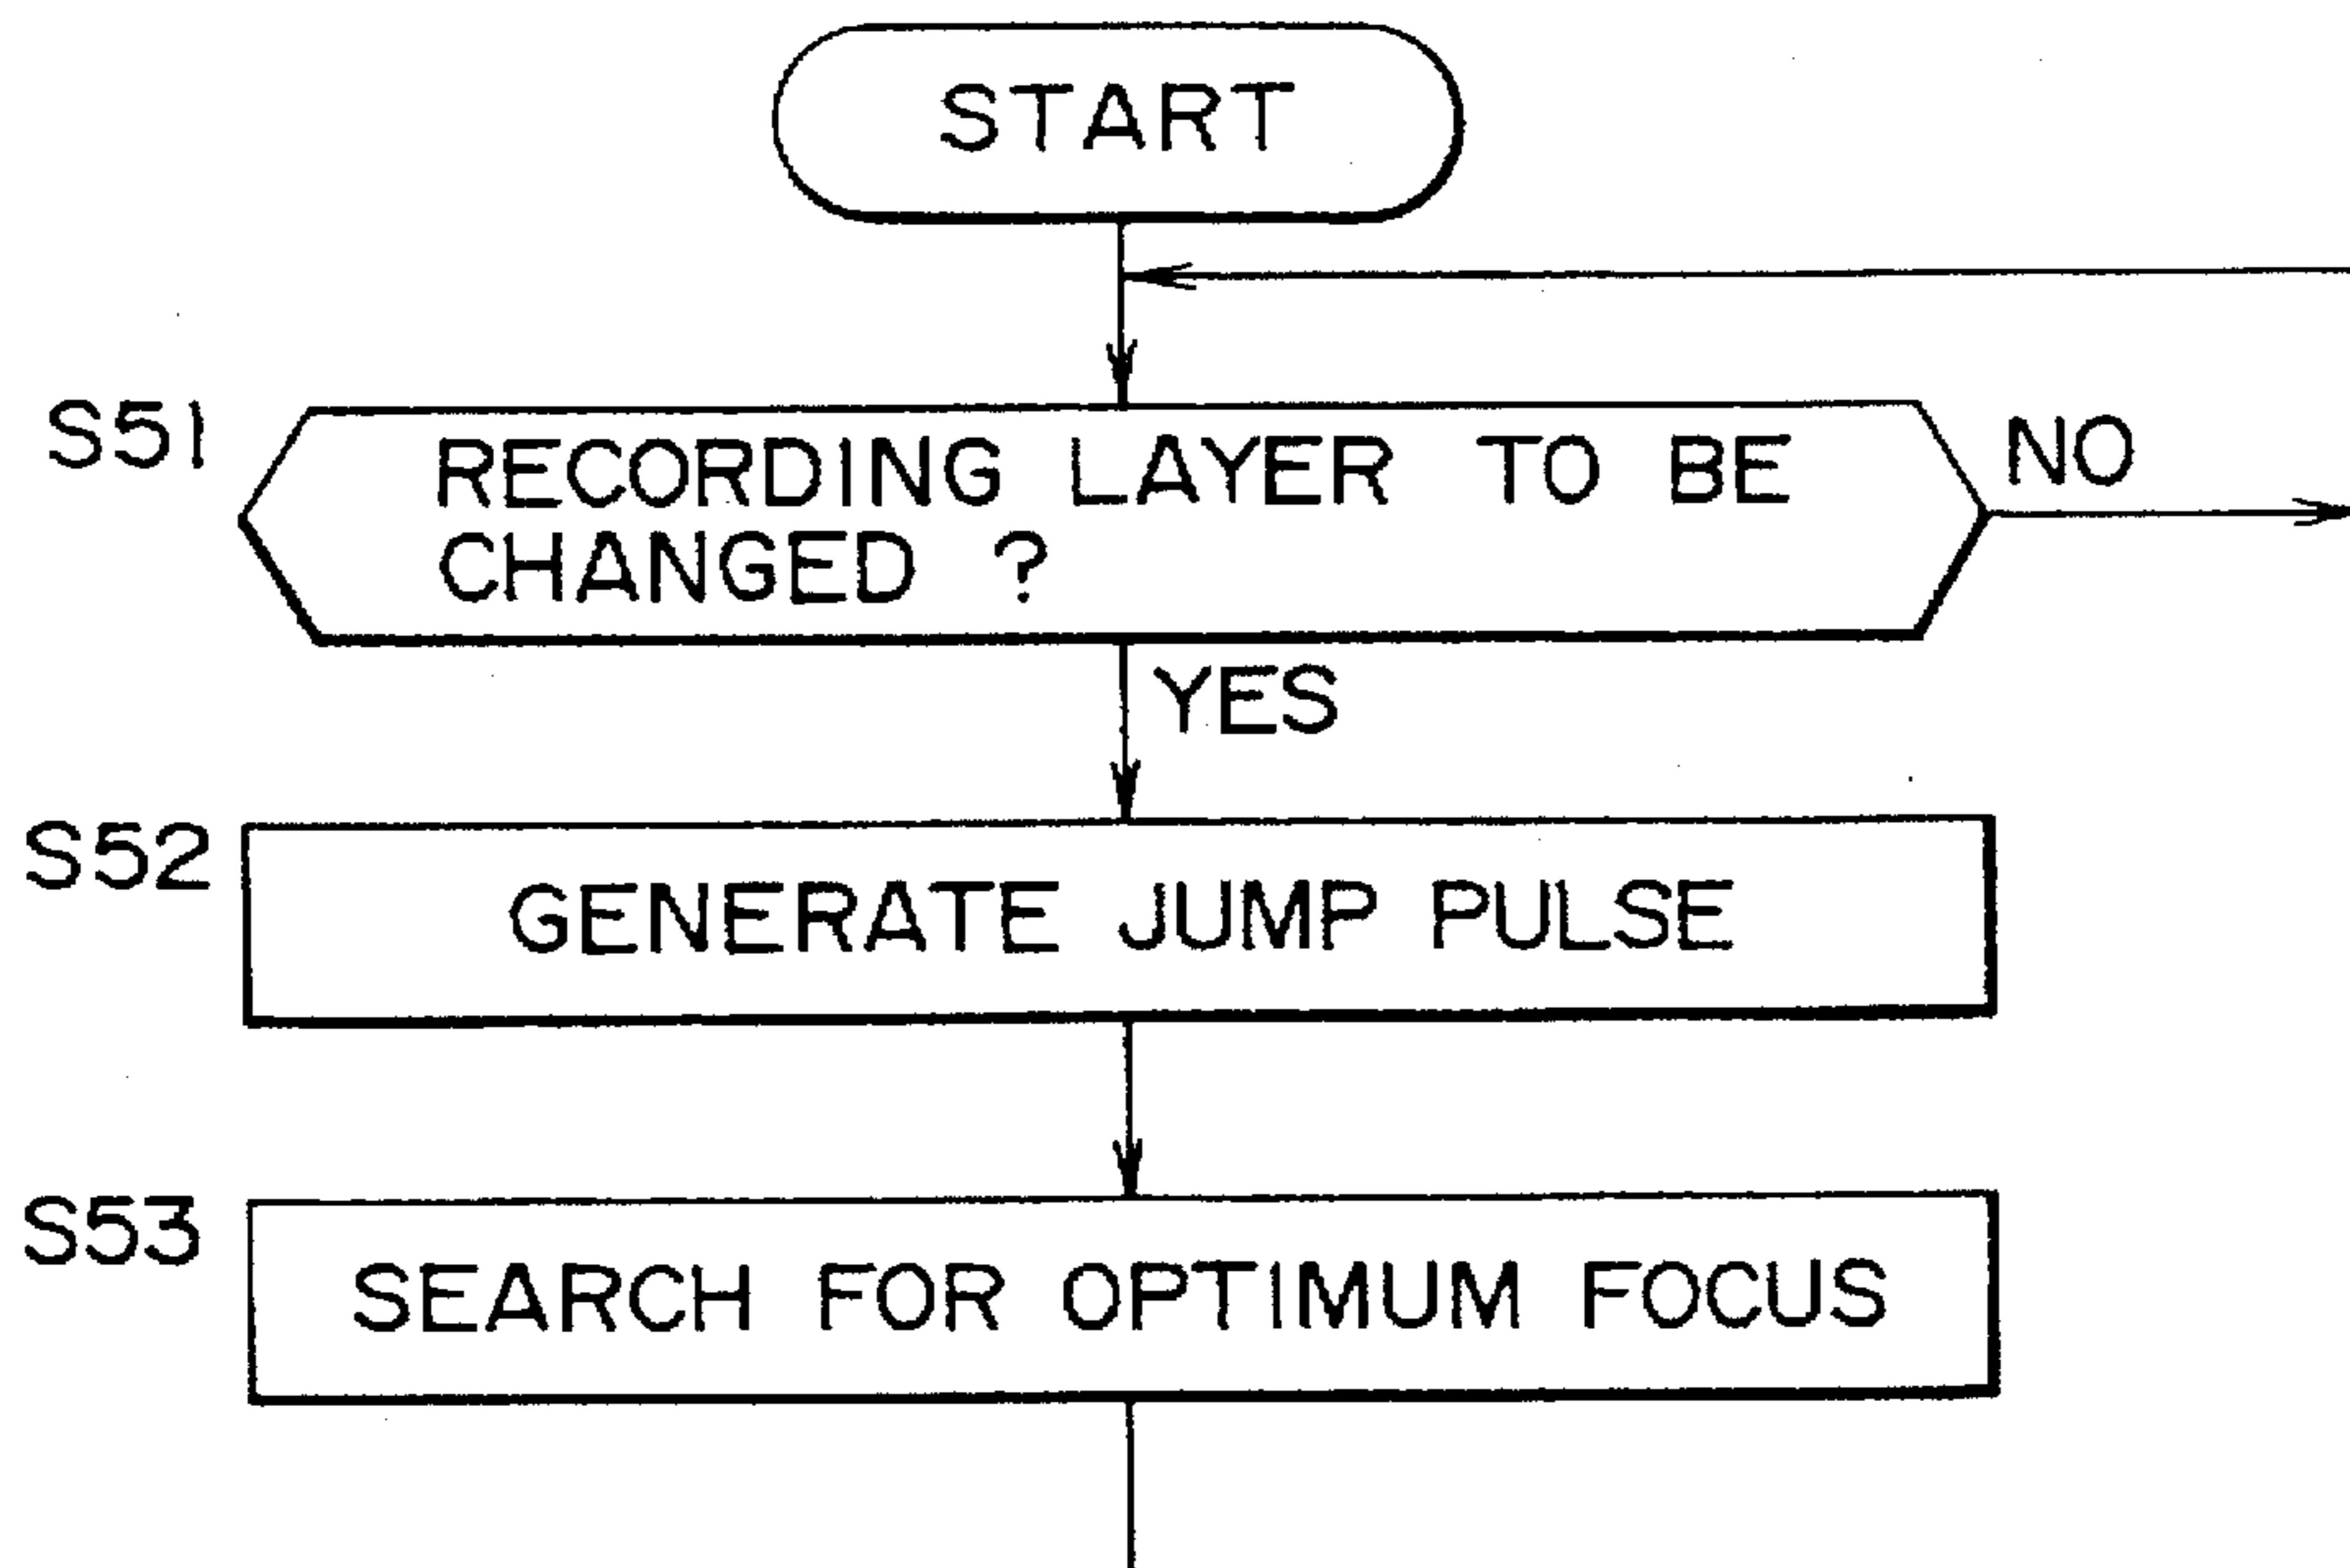 START
S51
RECORDING LAYER TO BE
CHANGED ?
NO
YES
S52
GENERATE JUMP PULSE
S53
SEARCH FOR OPTIMUM FOCUS